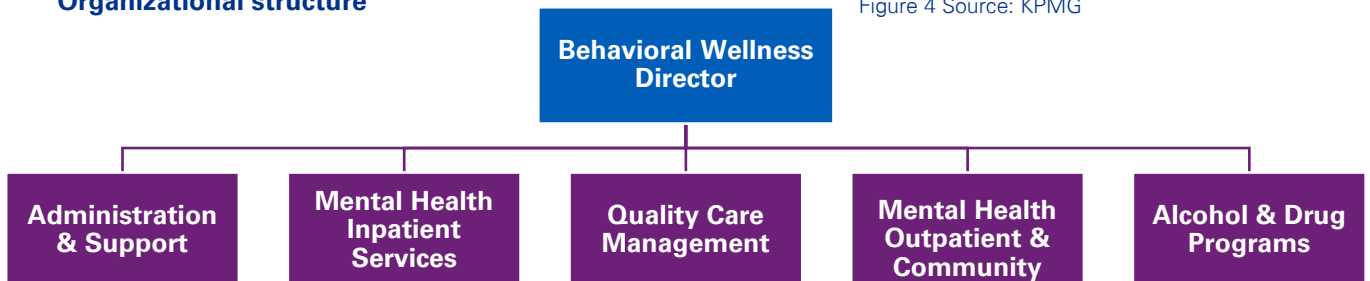 Organizational structure
Figure 4 Source: KPMG
Behavioral Wellness
Director
Administration
& Support
Mental Health
Inpatient
Services
Quality Care
Management
Mental Health
Outpatient &
Community
Alcohol & Drug
Programs